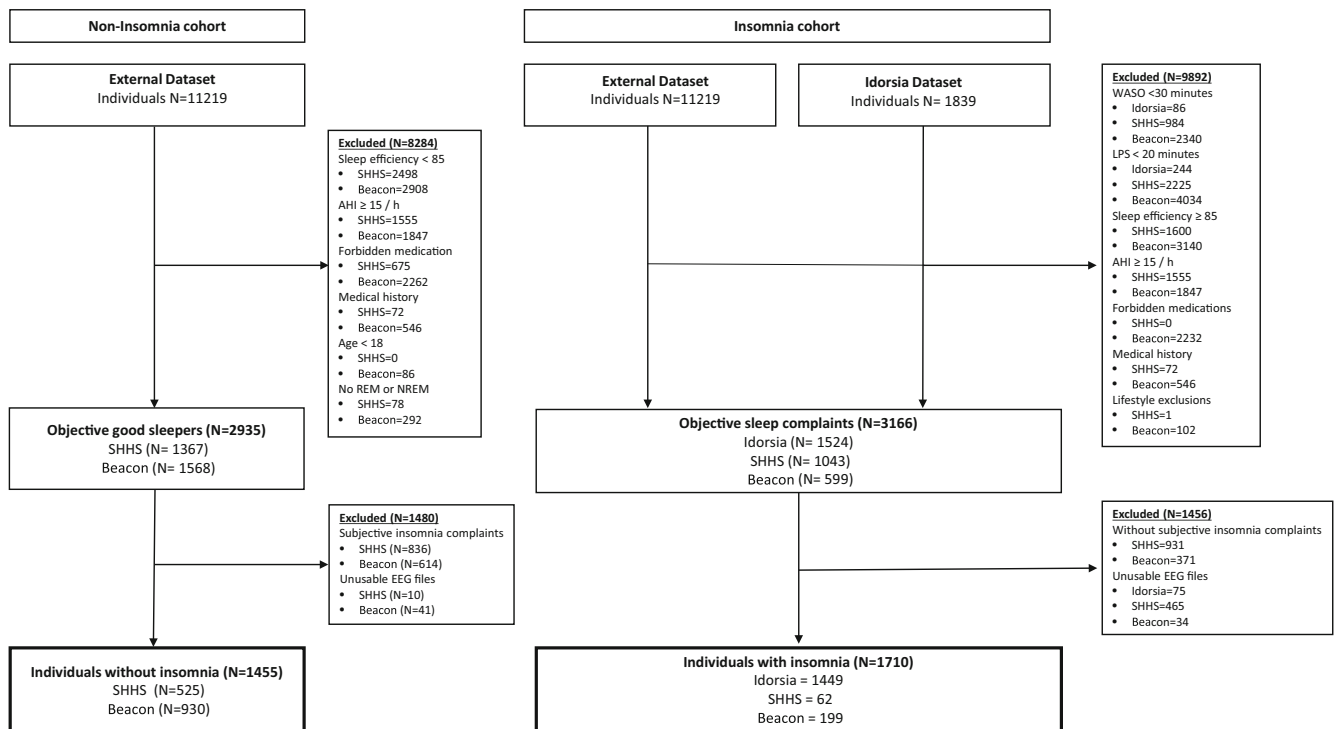 Non-Insomnia cohort
External Dataset
Individuals N=11219
Excluded (N=8284)
Sleep efficiency < 85
• SHHS=2498
• Beacon=2908
AHI ≥ 15 / h
• SHHS=1555
• Beacon=1847
Forbidden medication
• SHHS=675
• Beacon=2262
Medical history
• SHHS=72
• Beacon=546
Age < 18
• SHHS=0
• Beacon=86
No REM or NREM
• SHHS=78
• Beacon=292
Objective good sleepers (N=2935)
SHHS (N= 1367)
Beacon (N= 1568)
Excluded (N=1480)
Subjective insomnia complaints
• SHHS (N=836)
• Beacon (N=614)
Unusable EEG files
• SHHS (N=10)
• Beacon (N=41)
Individuals without insomnia (N=1455)
SHHS (N=525)
Beacon (N=930)
Insomnia cohort
External Dataset
Individuals N=11219
Idorsia Dataset
Individuals N= 1839
Excluded (N=9892)
WASO <30 minutes
• Idorsia=86
• SHHS=984
• Beacon=2340
LPS < 20 minutes
• Idorsia=244
• SHHS=2225
• Beacon=4034
Sleep efficiency ≥ 85
• SHHS=1600
• Beacon=3140
AHI ≥ 15 / h
• SHHS=1555
• Beacon=1847
Forbidden medications
• SHHS=0
• Beacon=2232
Medical history
• SHHS=72
• Beacon=546
Lifestyle exclusions
• SHHS=1
• Beacon=102
Objective sleep complaints (N=3166)
Idorsia (N= 1524)
SHHS (N= 1043)
Beacon (N= 599)
Excluded (N=1456)
Without subjective insomnia complaints
• SHHS=931
• Beacon=371
Unusable EEG files
• Idorsia=75
• SHHS=465
• Beacon=34
Individuals with insomnia (N=1710)
Idorsia = 1449
SHHS = 62
Beacon = 199